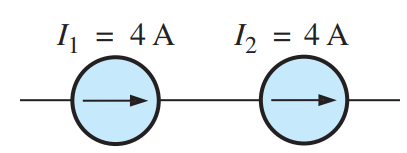 I₁ = 4 A I₂ = 4 A